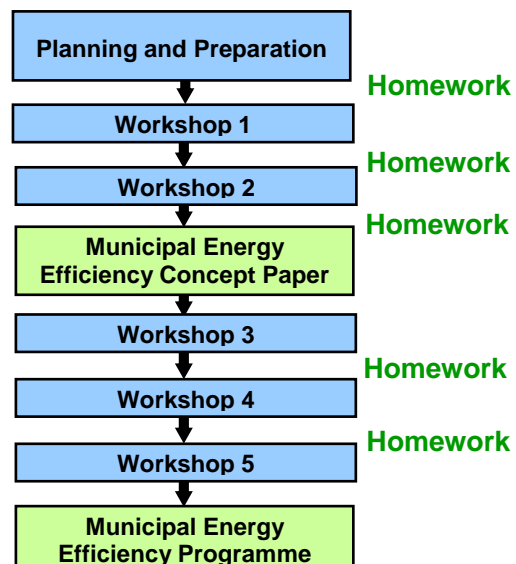 Planning and Preparation
Homework
Workshop 1
Homework
Workshop 2
Homework
Municipal Energy
Efficiency Concept Paper
Workshop 3
Homework
Workshop 4
Homework
Workshop 5
Municipal Energy
Efficiency Programme